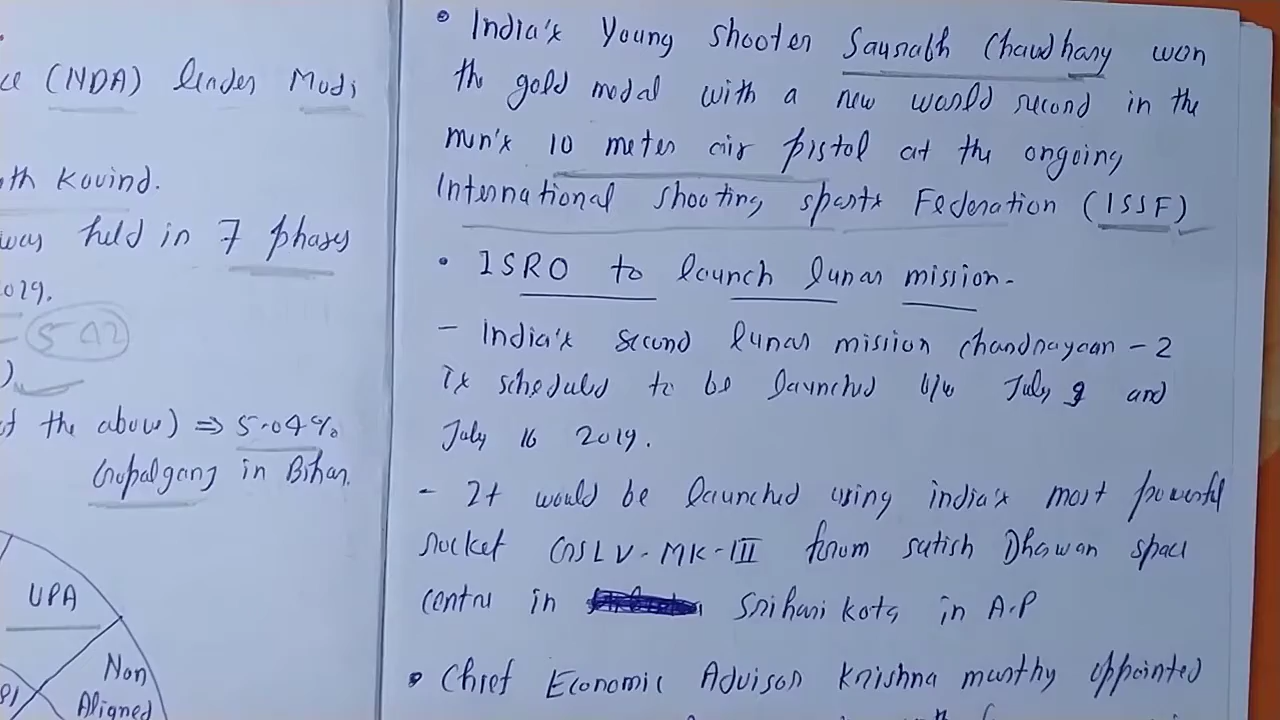 ce (NDA) leader Modi
th Kovind.
was held in 7 phases
2019.
542
)
of the above) ⇒ 5.04%
Gopalganj in Bihar.
UPA
Non
Aligned
• India's Young shooter Saurabh Chaudhary won
the gold medal with a new world record in the
men's 10 meter air pistol at the ongoing
International shooting sports Federation (ISSF)
• ISRO to launch lunar mission-
- India's second lunar mission chandrayaan - 2
is scheduled to be launched b/w July 9 and
July 16 2019.
- It would be launched using india's most powerful
rocket GSLV-MK-III from satish Dhawan space
centre in Srihari kota in A.P
• Chief Economic Advisor Krishna murthy appointed